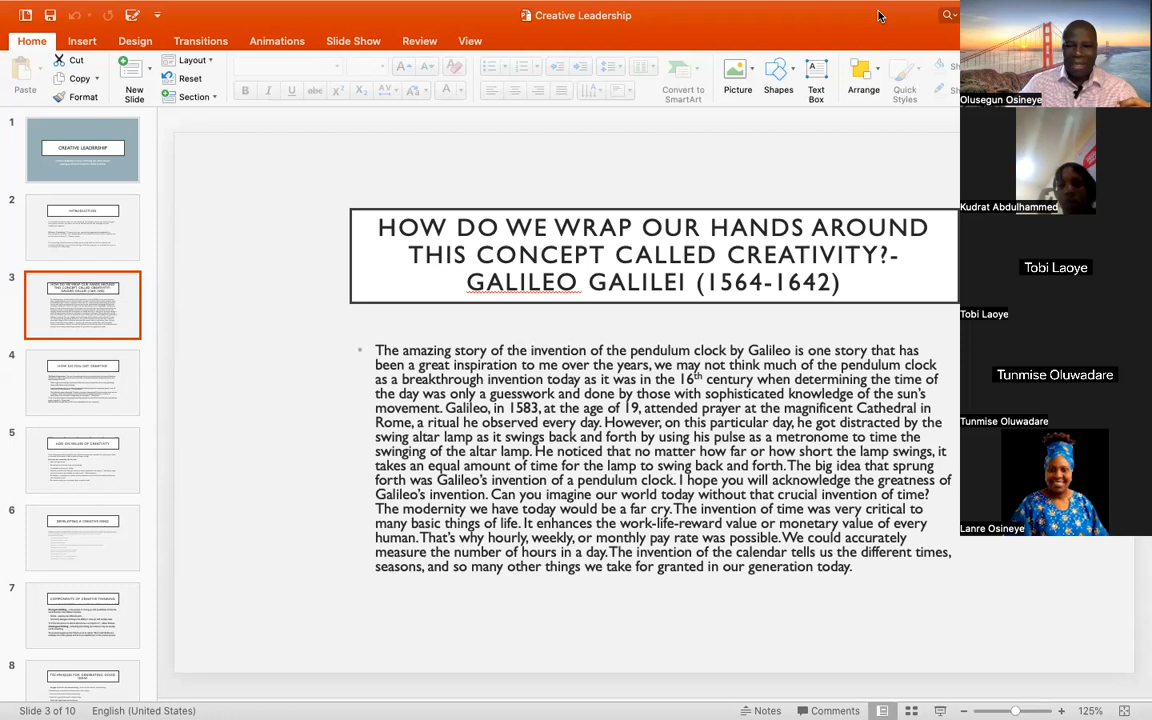 Creative Leadership
Home Insert Design Transitions Animations Slide Show Review View
Paste
Cut
Copy
Format
New
Slide
Layout
Reset
Section
Convert to
SmartArt
Picture
Shapes
Text
Box
Arrange
Quick
Styles
1
CREATIVE LEADERSHIP
2
INTRODUCTION
3
4
HOW DO YOU GET CREATIVE
5
ADD ON VALUE OF CREATIVITY
6
DEVELOPING A CREATIVE MIND
7
COMPONENTS OF CREATIVE THINKING
8
TECHNIQUES FOR GENERATING GOOD
IDEAS
HOW DO WE WRAP OUR HANDS AROUND
THIS CONCEPT CALLED CREATIVITY?-
GALILEO GALILEI (1564-1642)
• The amazing story of the invention of the pendulum clock by Galileo is one story that has
been a great inspiration to me over the years, we may not think much of the pendulum clock
as a breakthrough invention today as it was in the 16th century when determining the time of
the day was only a guesswork and done by those with sophisticated knowledge of the sun's
movement. Galileo, in 1583, at the age of 19, attended prayer at the magnificent Cathedral in
Rome, a ritual he observed every day. However, on this particular day, he got distracted by the
swing altar lamp as it swings back and forth by using his pulse as a metronome to time the
swinging of the altar lamp. He noticed that no matter how far or how short the lamp swings, it
takes an equal amount of time for the lamp to swing back and forth. The big idea that sprung
forth was Galileo's invention of a pendulum clock. I hope you will acknowledge the greatness of
Galileo's invention. Can you imagine our world today without that crucial invention of time?
The modernity we have today would be a far cry. The invention of time was very critical to
many basic things of life. It enhances the work-life-reward value or monetary value of every
human. That's why hourly, weekly, or monthly pay rate was possible. We could accurately
measure the number of hours in a day. The invention of the calendar tells us the different times,
seasons, and so many other things we take for granted in our generation today.
Olusegun Osineye
Kudrat Abdulhammed
Tobi Laoye
Tobi Laoye
Tunmise Oluwadare
Tunmise Oluwadare
Lanre Osineye
Slide 3 of 10 English (United States) Notes Comments 125%